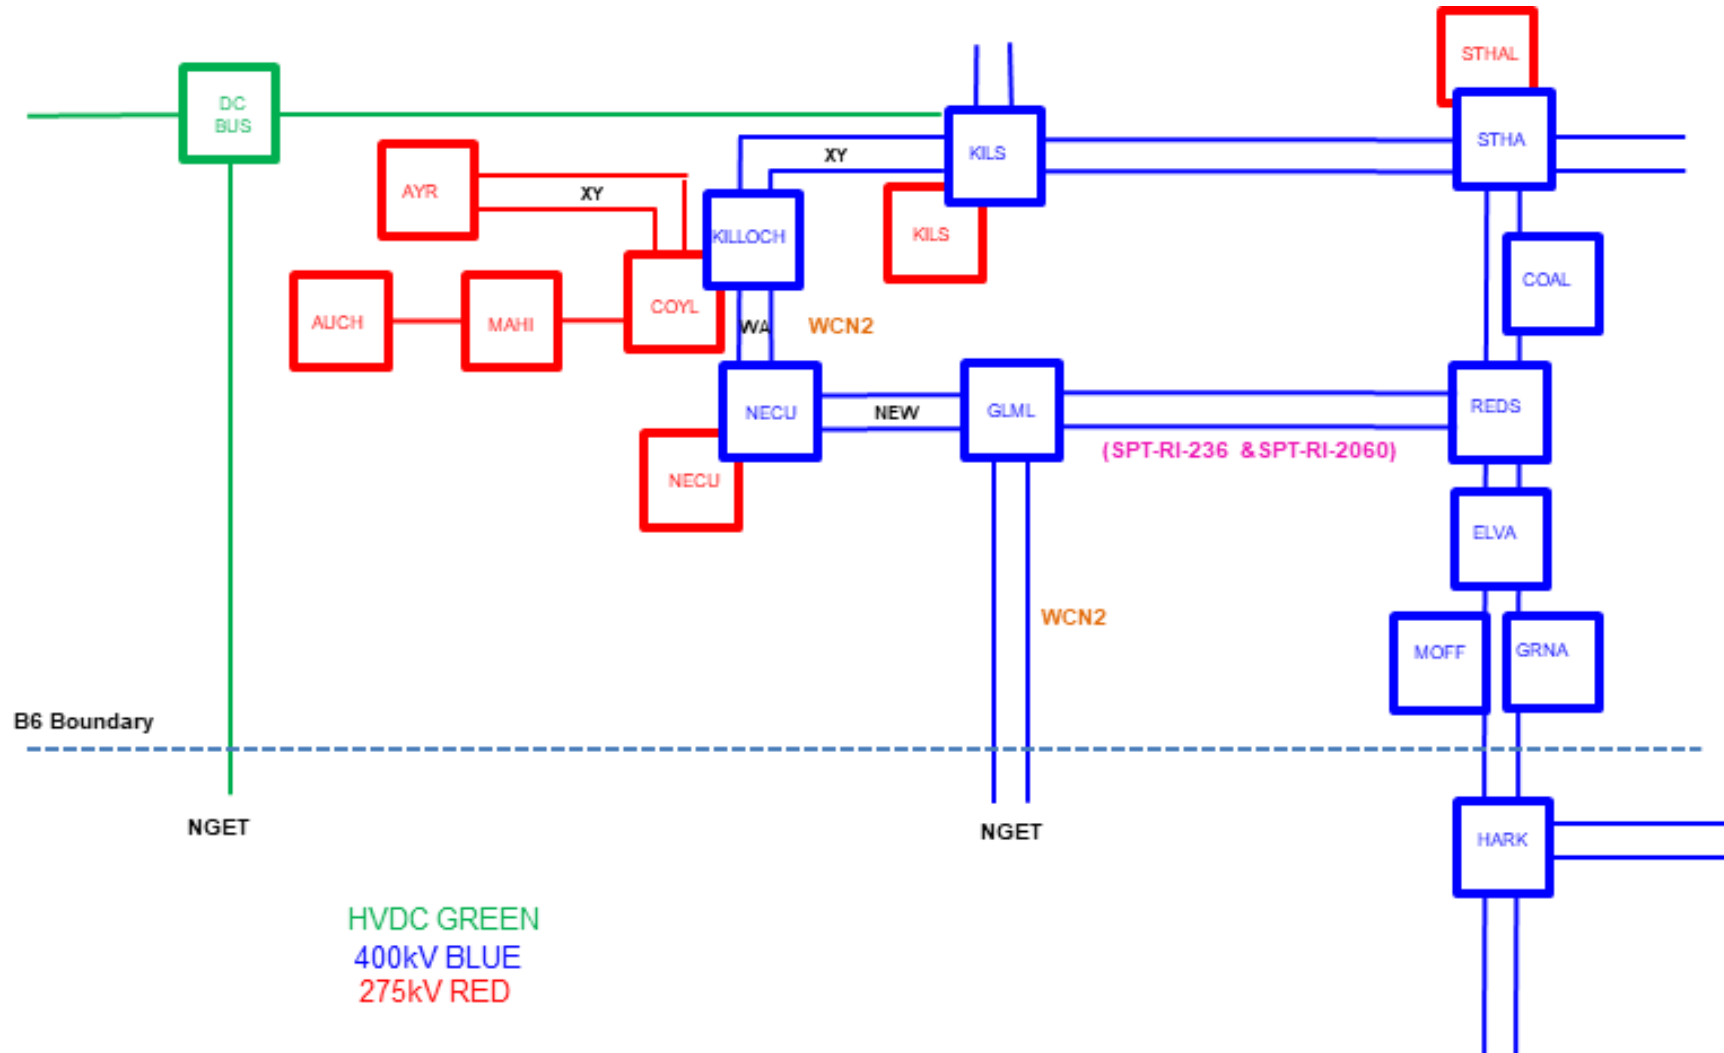 STHAL
DC
BUS
STHA
XY
KILS
AYR
XY
KILLOCH
KILS
COAL
AUCH
MAHI
COYL
WA
WCN2
NECU
NEW
GLML
REDS
(SPT-RI-236 &SPT-RI-2060)
NECU
ELVA
WCN2
MOFF
GRNA
B6 Boundary
NGET
NGET
HARK
HVDC GREEN
400kV BLUE
275kV RED